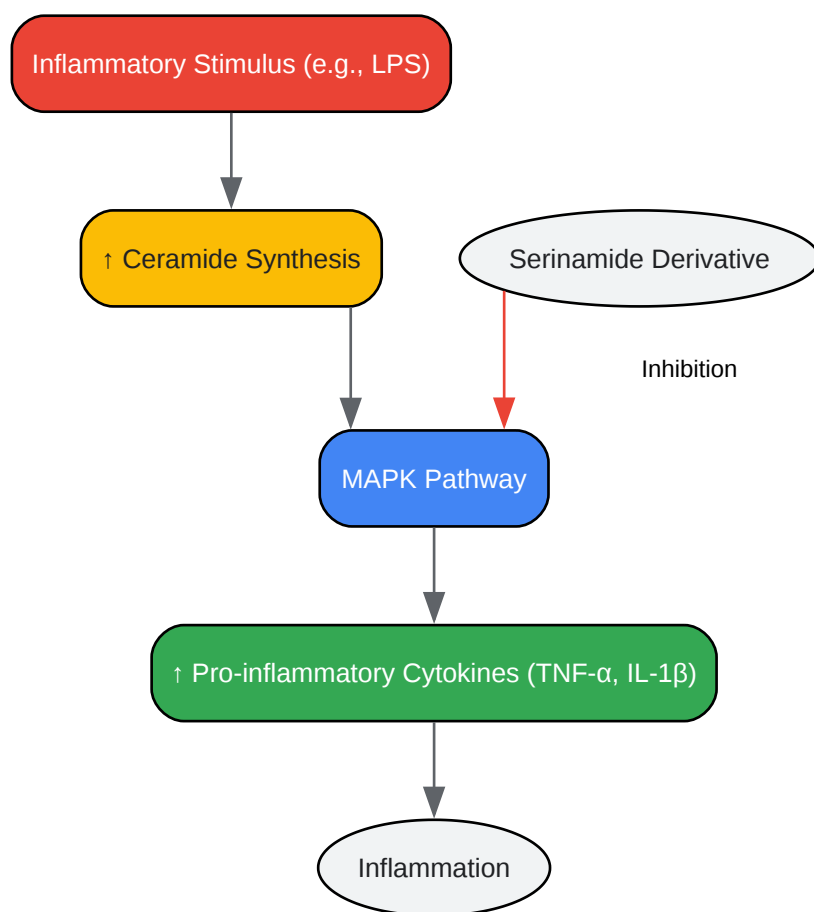 Inflammatory Stimulus (e.g., LPS)
↑ Ceramide Synthesis
Serinamide Derivative
Inhibition
MAPK Pathway
↑ Pro-inflammatory Cytokines (TNF-α, IL-1β)
Inflammation